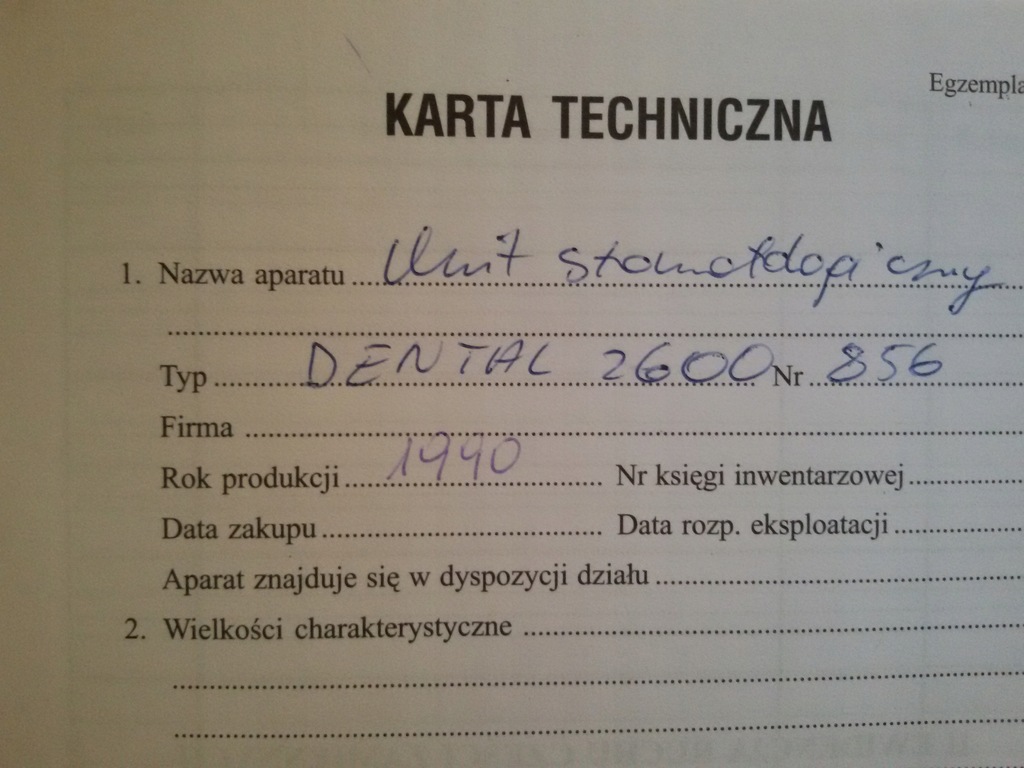 Egzempla
KARTA TECHNICZNA
1. Nazwa aparatu Unit stomatologiczny
Typ DENTAL 2600 Nr 856
Firma
Rok produkcji 1990 Nr księgi inwentarzowej
Data zakupu Data rozp. eksploatacji
Aparat znajduje się w dyspozycji działu
2. Wielkości charakterystyczne